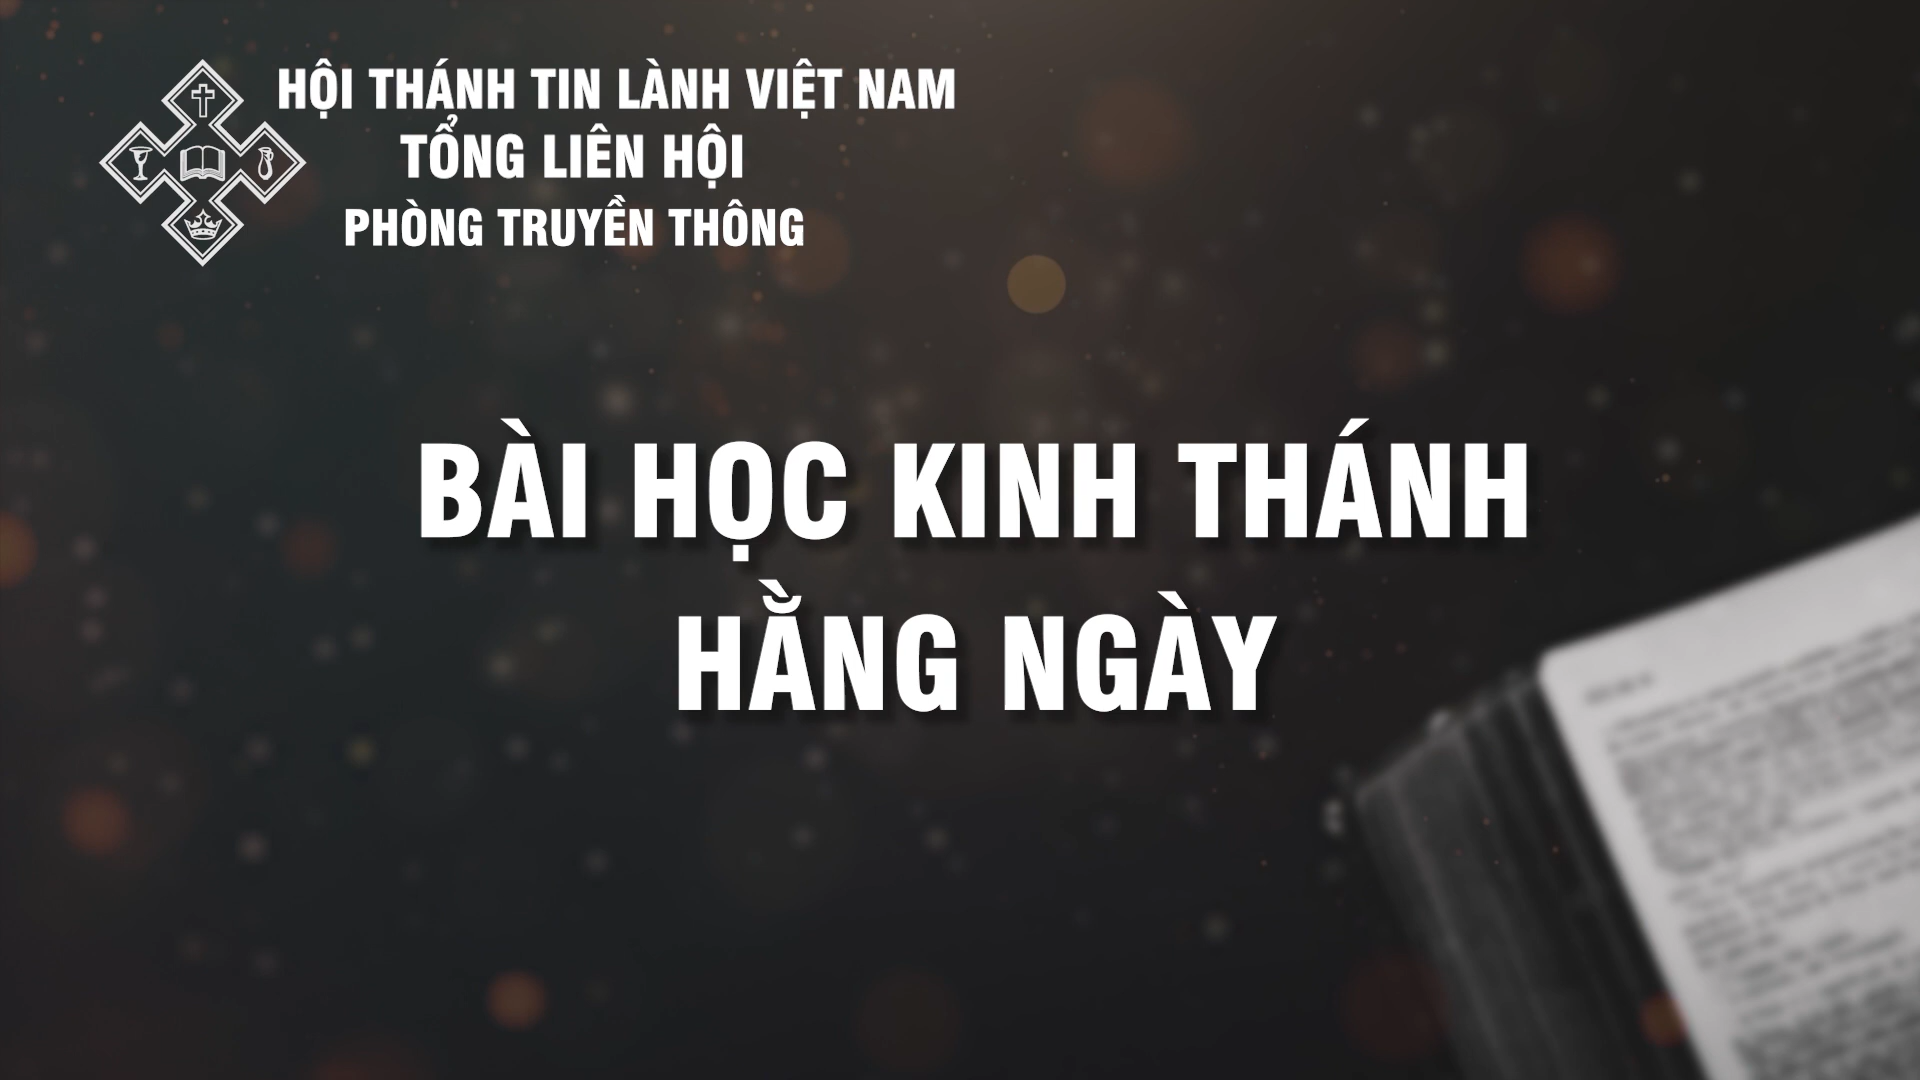 HỘI THÁNH TIN LÀNH VIỆT NAM
TỔNG LIÊN HỘI
PHÒNG TRUYỀN THÔNG
BÀI HỌC KINH THÁNH
HẰNG NGÀY